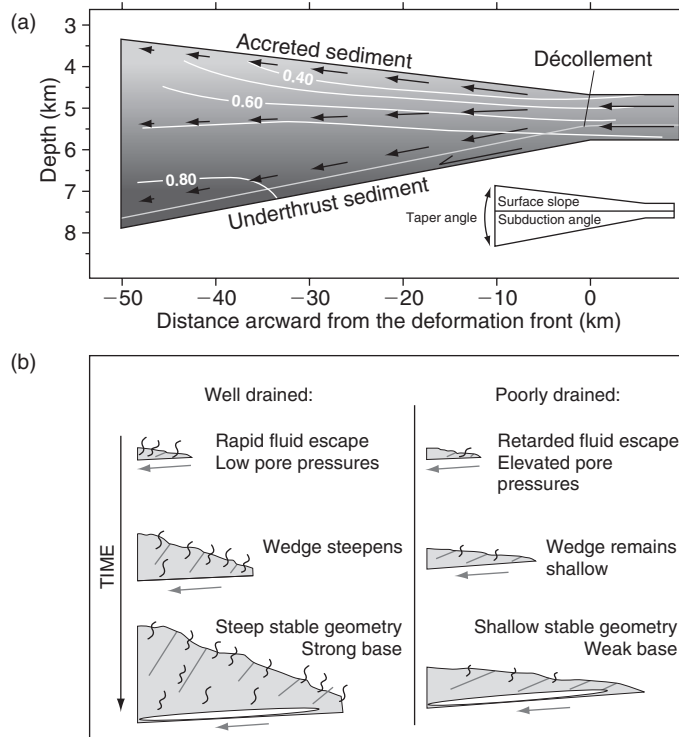 (a)
3
4
5
6
7
8
Depth (km)
Accreted sediment
Décollement
0.40
0.60
0.80
Underthrust sediment
Taper angle
Surface slope
Subduction angle
−50
−40
−30
−20
−10
0
Distance arcward from the deformation front (km)
(b)
TIME
Well drained:
Rapid fluid escape
Low pore pressures
Wedge steepens
Steep stable geometry
Strong base
Poorly drained:
Retarded fluid escape
Elevated pore
pressures
Wedge remains
shallow
Shallow stable geometry
Weak base